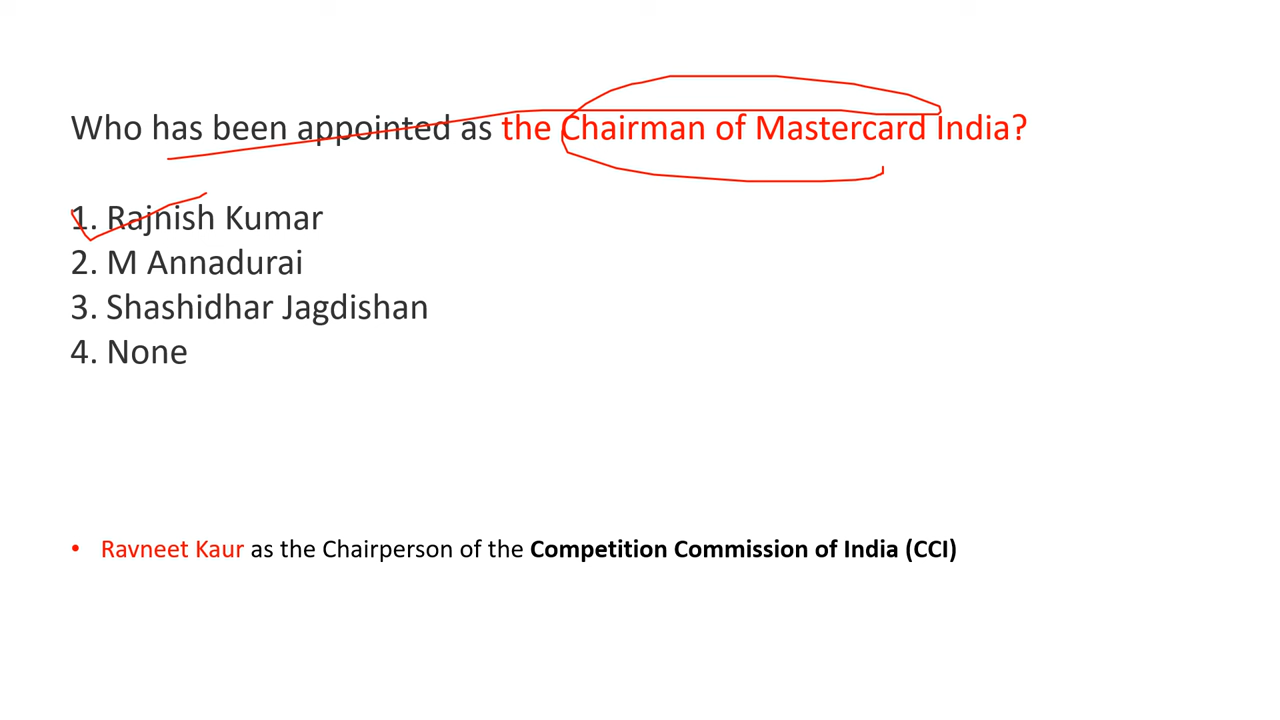 Who has been appointed as the Chairman of Mastercard India?
1. Rajnish Kumar
2. M Annadurai
3. Shashidhar Jagdishan
4. None
• Ravneet Kaur as the Chairperson of the Competition Commission of India (CCI)